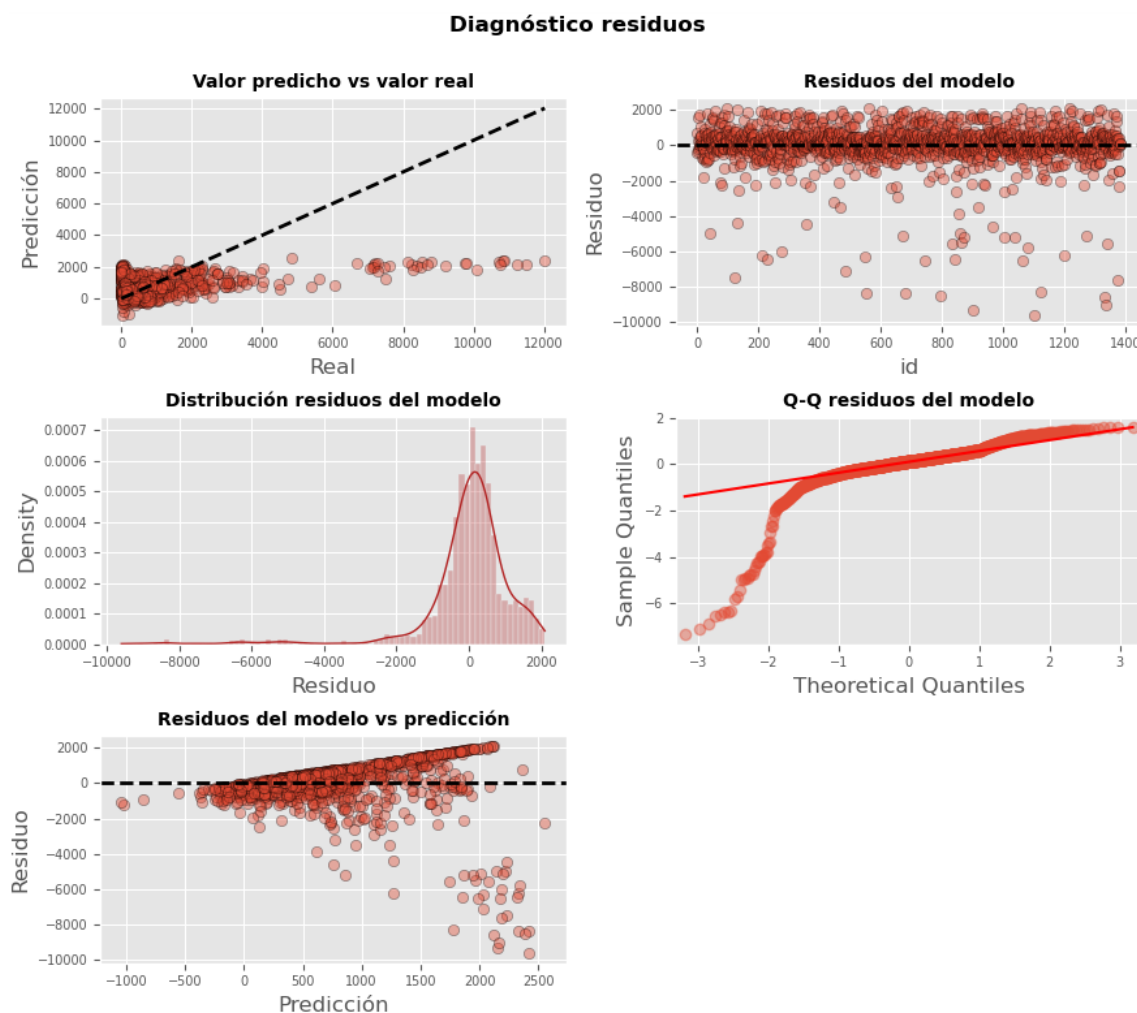 Diagnóstico residuos
Valor predicho vs valor real
12000
10000
8000
6000
4000
2000
0
Predicción
0 2000 4000 6000 8000 10000 12000
Real
Residuos del modelo
2000
0
−2000
−4000
−6000
−8000
−10000
Residuo
0 200 400 600 800 1000 1200 1400
id
Distribución residuos del modelo
0.0007
0.0006
0.0005
0.0004
0.0003
0.0002
0.0001
0.0000
Density
−10000 −8000 −6000 −4000 −2000 0 2000
Residuo
Q-Q residuos del modelo
2
0
−2
−4
−6
Sample Quantiles
−3 −2 −1 0 1 2 3
Theoretical Quantiles
Residuos del modelo vs predicción
2000
0
−2000
−4000
−6000
−8000
−10000
Residuo
−1000 −500 0 500 1000 1500 2000 2500
Predicción